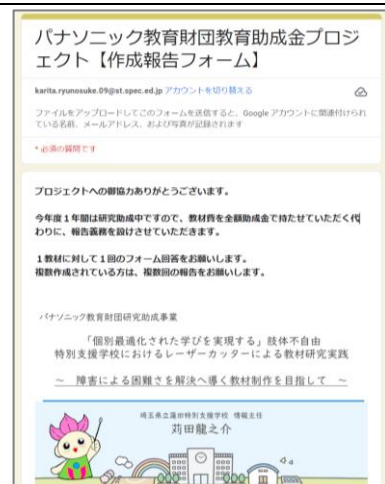 パナソニック教育財団教育助成金プロジ
ェクト【作成報告フォーム】
karita.ryunosuke.09@st.spec.ed.jp アカウントを切り替える
ファイルをアップロードしてこのフォームを送信すると、Google アカウントに関連付けられ
ている名前、メールアドレス、および写真が記録されます
* 必須の質問です
プロジェクトへの御協力ありがとうございます。
今年度１年間は研究助成中ですので、教材費を全額助成金で持たせていただく代
わりに、報告義務を設けさせていただきます。
１教材に対して１回のフォーム回答をお願いします。
複数作成されている方は、複数回の報告をお願いします。
パナソニック教育財団研究助成事業
「個別最適化された学びを実現する」肢体不自由
特別支援学校におけるレーザーカッターによる教材研究実践
～ 障害による困難さを解決へ導く教材制作を目指して ～
埼玉県立蓮田特別支援学校 情報主任
苅田龍之介